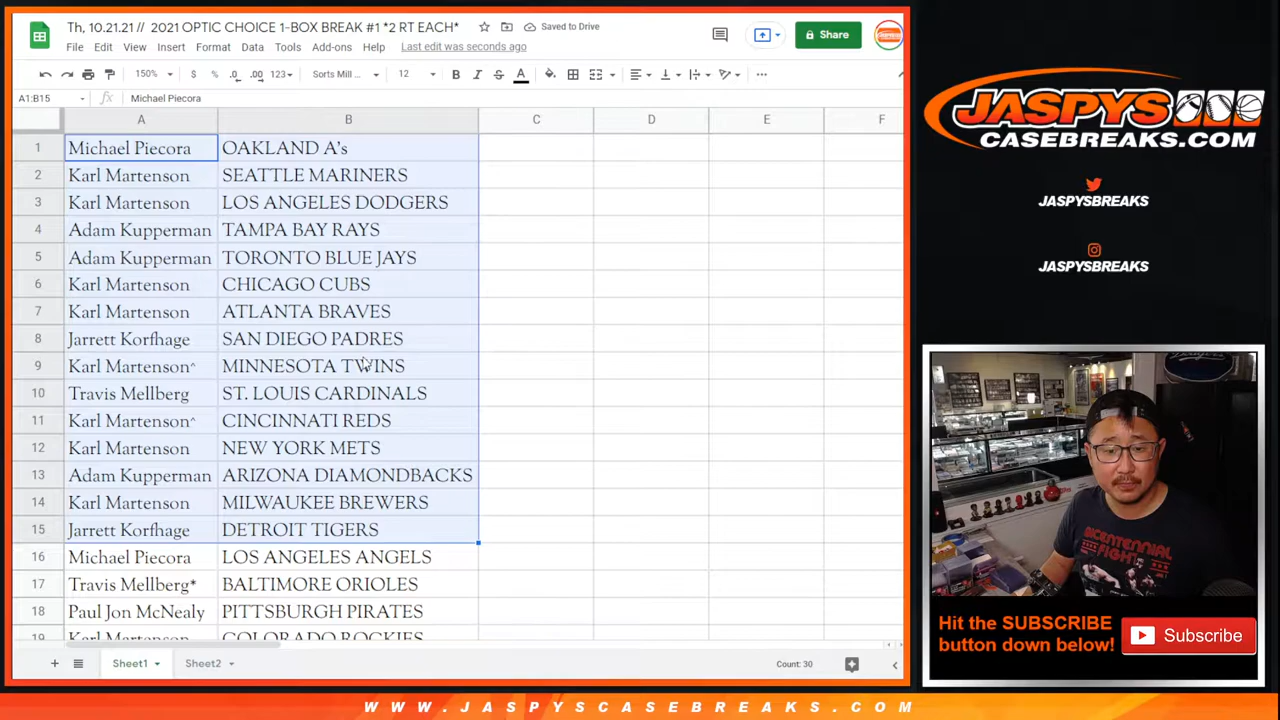 Th, 10.21.21 // 2021 OPTIC CHOICE 1-BOX BREAK #1 *2 RT EACH*
Saved to Drive
File Edit View Insert Format Data Tools Add-ons Help Last edit was seconds ago
Share
150% $ % .0 .00 123 Sorts Mill ... 12 B I S A
A1:B15 fx Michael Piecora
A B C D E F
1 Michael Piecora OAKLAND A's
2 Karl Martenson SEATTLE MARINERS
3 Karl Martenson LOS ANGELES DODGERS
4 Adam Kupperman TAMPA BAY RAYS
5 Adam Kupperman TORONTO BLUE JAYS
6 Karl Martenson CHICAGO CUBS
7 Karl Martenson ATLANTA BRAVES
8 Jarrett Korfhage SAN DIEGO PADRES
9 Karl Martenson^ MINNESOTA TWINS
10 Travis Mellberg ST. LOUIS CARDINALS
11 Karl Martenson^ CINCINNATI REDS
12 Karl Martenson NEW YORK METS
13 Adam Kupperman ARIZONA DIAMONDBACKS
14 Karl Martenson MILWAUKEE BREWERS
15 Jarrett Korfhage DETROIT TIGERS
16 Michael Piecora LOS ANGELES ANGELS
17 Travis Mellberg* BALTIMORE ORIOLES
18 Paul Jon McNealy PITTSBURGH PIRATES
19 Karl Martenson COLORADO ROCKIES
Sheet1 Sheet2 Count: 30
JASPYS
CASEBREAKS.COM
JASPYSBREAKS
JASPYSBREAKS
BICENTENNIAL
FIGHT
Hit the SUBSCRIBE
button down below!
Subscribe
WWW.JASPYSCASEBREAKS.COM